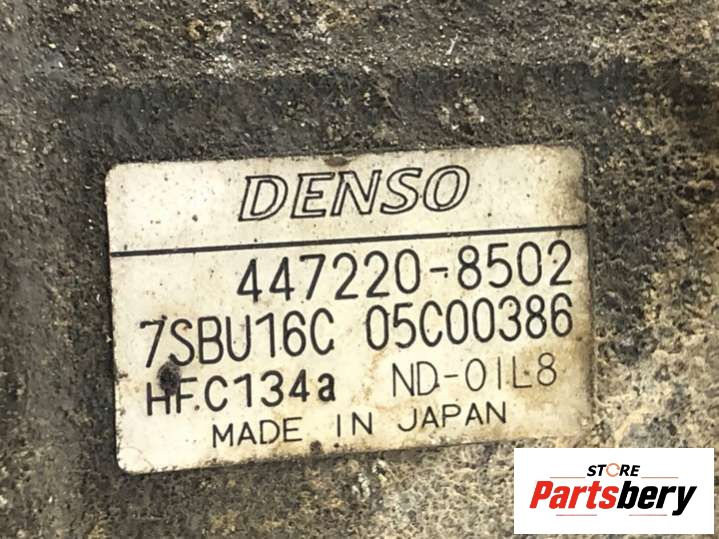 DENSO
447220-8502
7SBU16C 05C00386
HFC134a ND-OIL8
MADE IN JAPAN
STORE
Partsbery